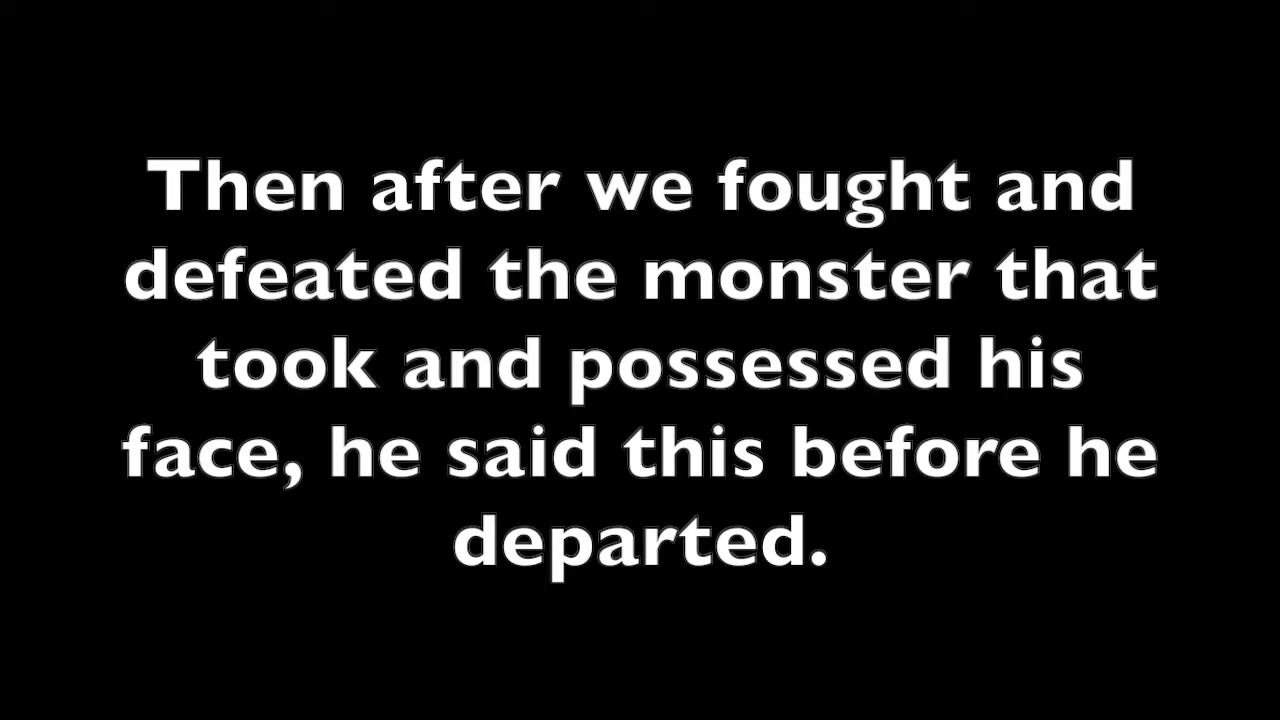 Then after we fought and
defeated the monster that
took and possessed his
face, he said this before he
departed.